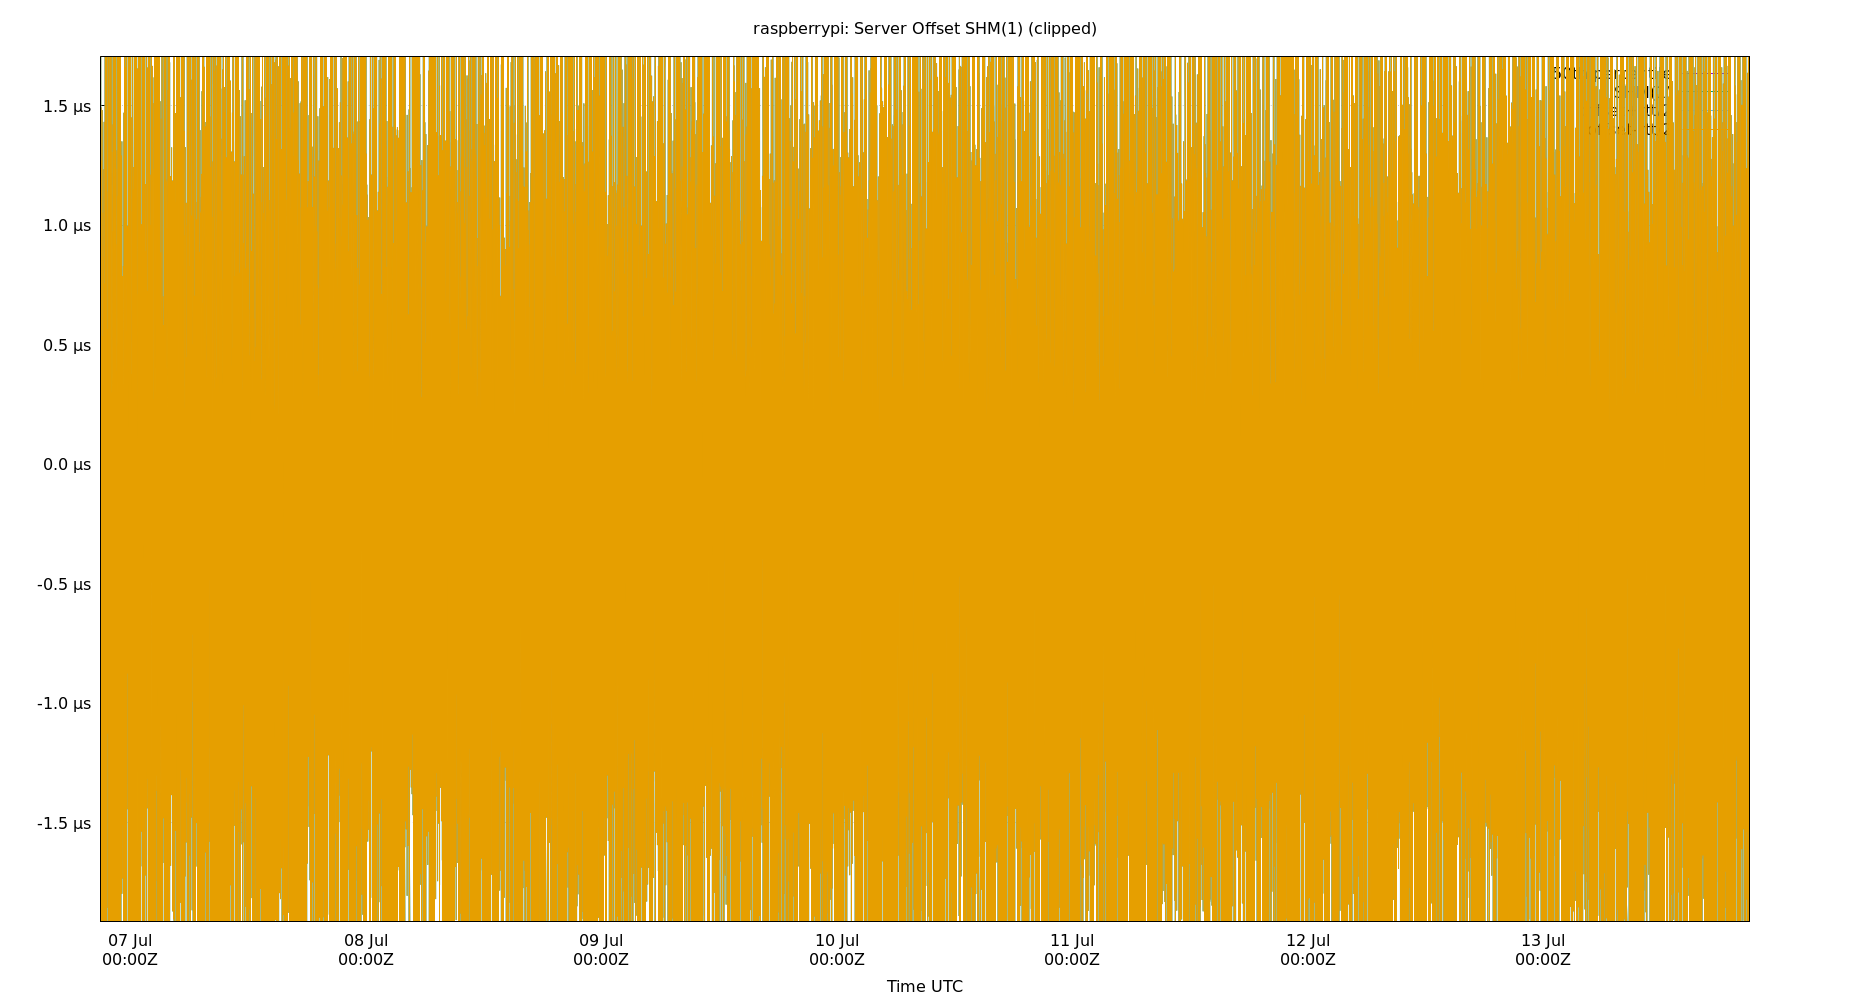 raspberrypi: Server Offset SHM(1) (clipped)
1.5 µs
1.0 µs
0.5 µs
0.0 µs
-0.5 µs
-1.0 µs
-1.5 µs
07 Jul 08 Jul 09 Jul 10 Jul 11 Jul 12 Jul 13 Jul
00:00Z 00:00Z 00:00Z 00:00Z 00:00Z 00:00Z 00:00Z
Time UTC